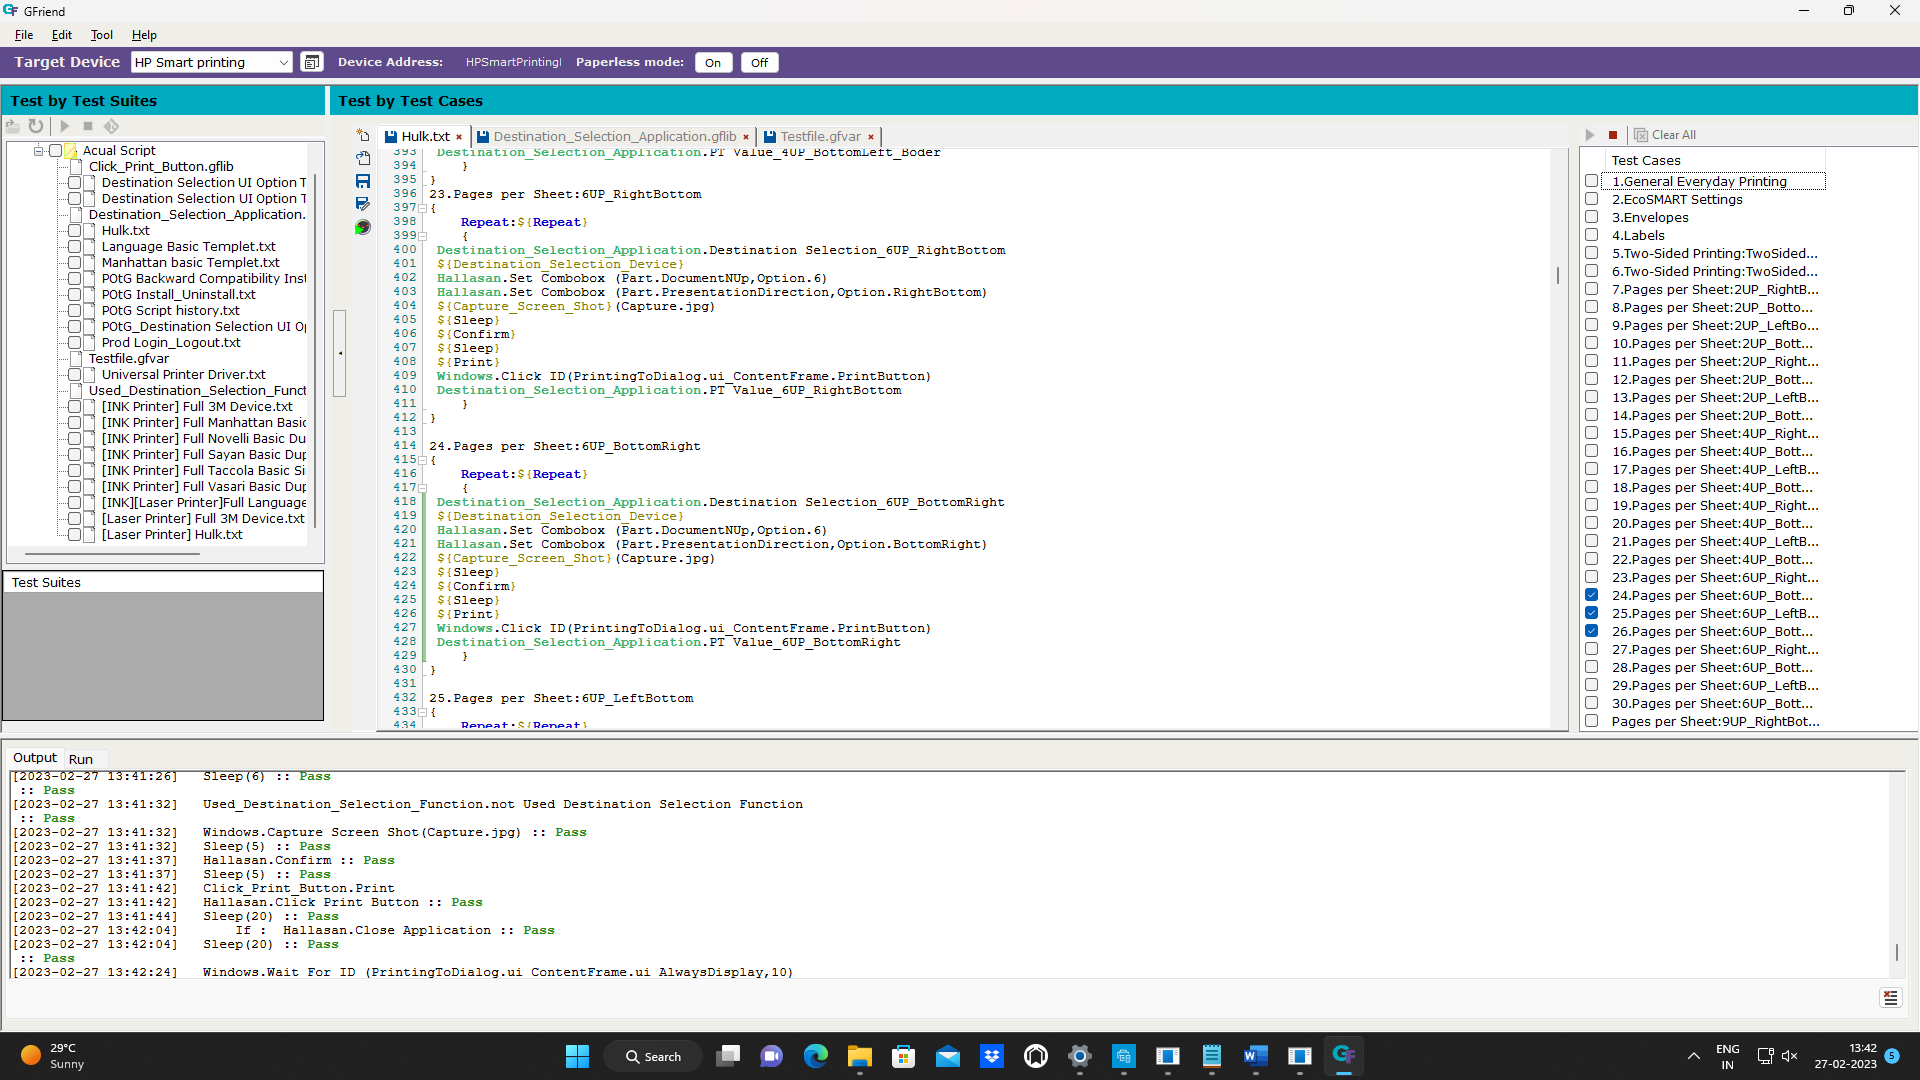 GFriend
File Edit Tool Help
Target Device HP Smart printing Device Address: HPSmartPrintingI Paperless mode: On Off
Test by Test Suites
Acual Script
Click_Print_Button.gflib
Destination Selection UI Option T
Destination Selection UI Option T
Destination_Selection_Application.
Hulk.txt
Language Basic Templet.txt
Manhattan basic Templet.txt
POtG Backward Compatibility Inst
POtG Install_Uninstall.txt
POtG Script history.txt
POtG_Destination Selection UI Op
Prod Login_Logout.txt
Testfile.gfvar
Universal Printer Driver.txt
Used_Destination_Selection_Funct
[INK Printer] Full 3M Device.txt
[INK Printer] Full Manhattan Basic
[INK Printer] Full Novelli Basic Du
[INK Printer] Full Sayan Basic Dup
[INK Printer] Full Taccola Basic Si
[INK Printer] Full Vasari Basic Dup
[INK][Laser Printer]Full Language
[Laser Printer] Full 3M Device.txt
[Laser Printer] Hulk.txt
Test Suites
Test by Test Cases
Hulk.txt Destination_Selection_Application.gflib Testfile.gfvar
393 Destination_Selection_Application.PT Value_4UP_BottomLeft_Boder
394 }
395 }
396 23.Pages per Sheet:6UP_RightBottom
397 {
398 Repeat:${Repeat}
399 {
400 Destination_Selection_Application.Destination Selection_6UP_RightBottom
401 ${Destination_Selection_Device}
402 Hallasan.Set Combobox (Part.DocumentNUp,Option.6)
403 Hallasan.Set Combobox (Part.PresentationDirection,Option.RightBottom)
404 ${Capture_Screen_Shot}(Capture.jpg)
405 ${Sleep}
406 ${Confirm}
407 ${Sleep}
408 ${Print}
409 Windows.Click ID(PrintingToDialog.ui_ContentFrame.PrintButton)
410 Destination_Selection_Application.PT Value_6UP_RightBottom
411 }
412 }
413
414 24.Pages per Sheet:6UP_BottomRight
415 {
416 Repeat:${Repeat}
417 {
418 Destination_Selection_Application.Destination Selection_6UP_BottomRight
419 ${Destination_Selection_Device}
420 Hallasan.Set Combobox (Part.DocumentNUp,Option.6)
421 Hallasan.Set Combobox (Part.PresentationDirection,Option.BottomRight)
422 ${Capture_Screen_Shot}(Capture.jpg)
423 ${Sleep}
424 ${Confirm}
425 ${Sleep}
426 ${Print}
427 Windows.Click ID(PrintingToDialog.ui_ContentFrame.PrintButton)
428 Destination_Selection_Application.PT Value_6UP_BottomRight
429 }
430 }
431
432 25.Pages per Sheet:6UP_LeftBottom
433 {
434 Repeat:${Repeat}
Clear All
Test Cases
1.General Everyday Printing
2.EcoSMART Settings
3.Envelopes
4.Labels
5.Two-Sided Printing:TwoSided...
6.Two-Sided Printing:TwoSided...
7.Pages per Sheet:2UP_RightB...
8.Pages per Sheet:2UP_Botto...
9.Pages per Sheet:2UP_LeftBo...
10.Pages per Sheet:2UP_Bott...
11.Pages per Sheet:2UP_Right...
12.Pages per Sheet:2UP_Bott...
13.Pages per Sheet:2UP_LeftB...
14.Pages per Sheet:2UP_Bott...
15.Pages per Sheet:4UP_Right...
16.Pages per Sheet:4UP_Bott...
17.Pages per Sheet:4UP_LeftB...
18.Pages per Sheet:4UP_Bott...
19.Pages per Sheet:4UP_Right...
20.Pages per Sheet:4UP_Bott...
21.Pages per Sheet:4UP_LeftB...
22.Pages per Sheet:4UP_Bott...
23.Pages per Sheet:6UP_Right...
24.Pages per Sheet:6UP_Bott...
25.Pages per Sheet:6UP_LeftB...
26.Pages per Sheet:6UP_Bott...
27.Pages per Sheet:6UP_Right...
28.Pages per Sheet:6UP_Bott...
29.Pages per Sheet:6UP_LeftB...
30.Pages per Sheet:6UP_Bott...
Pages per Sheet:9UP_RightBot...
Output Run
[2023-02-27 13:41:26] Sleep(6) :: Pass
:: Pass
[2023-02-27 13:41:32] Used_Destination_Selection_Function.not Used Destination Selection Function
:: Pass
[2023-02-27 13:41:32] Windows.Capture Screen Shot(Capture.jpg) :: Pass
[2023-02-27 13:41:32] Sleep(5) :: Pass
[2023-02-27 13:41:37] Hallasan.Confirm :: Pass
[2023-02-27 13:41:37] Sleep(5) :: Pass
[2023-02-27 13:41:42] Click_Print_Button.Print
[2023-02-27 13:41:42] Hallasan.Click Print Button :: Pass
[2023-02-27 13:41:44] Sleep(20) :: Pass
[2023-02-27 13:42:04] If : Hallasan.Close Application :: Pass
[2023-02-27 13:42:04] Sleep(20) :: Pass
:: Pass
[2023-02-27 13:42:24] Windows.Wait For ID (PrintingToDialog.ui_ContentFrame.ui_AlwaysDisplay,10)
29°C
Sunny
Search
ENG
IN
13:42
27-02-2023
5